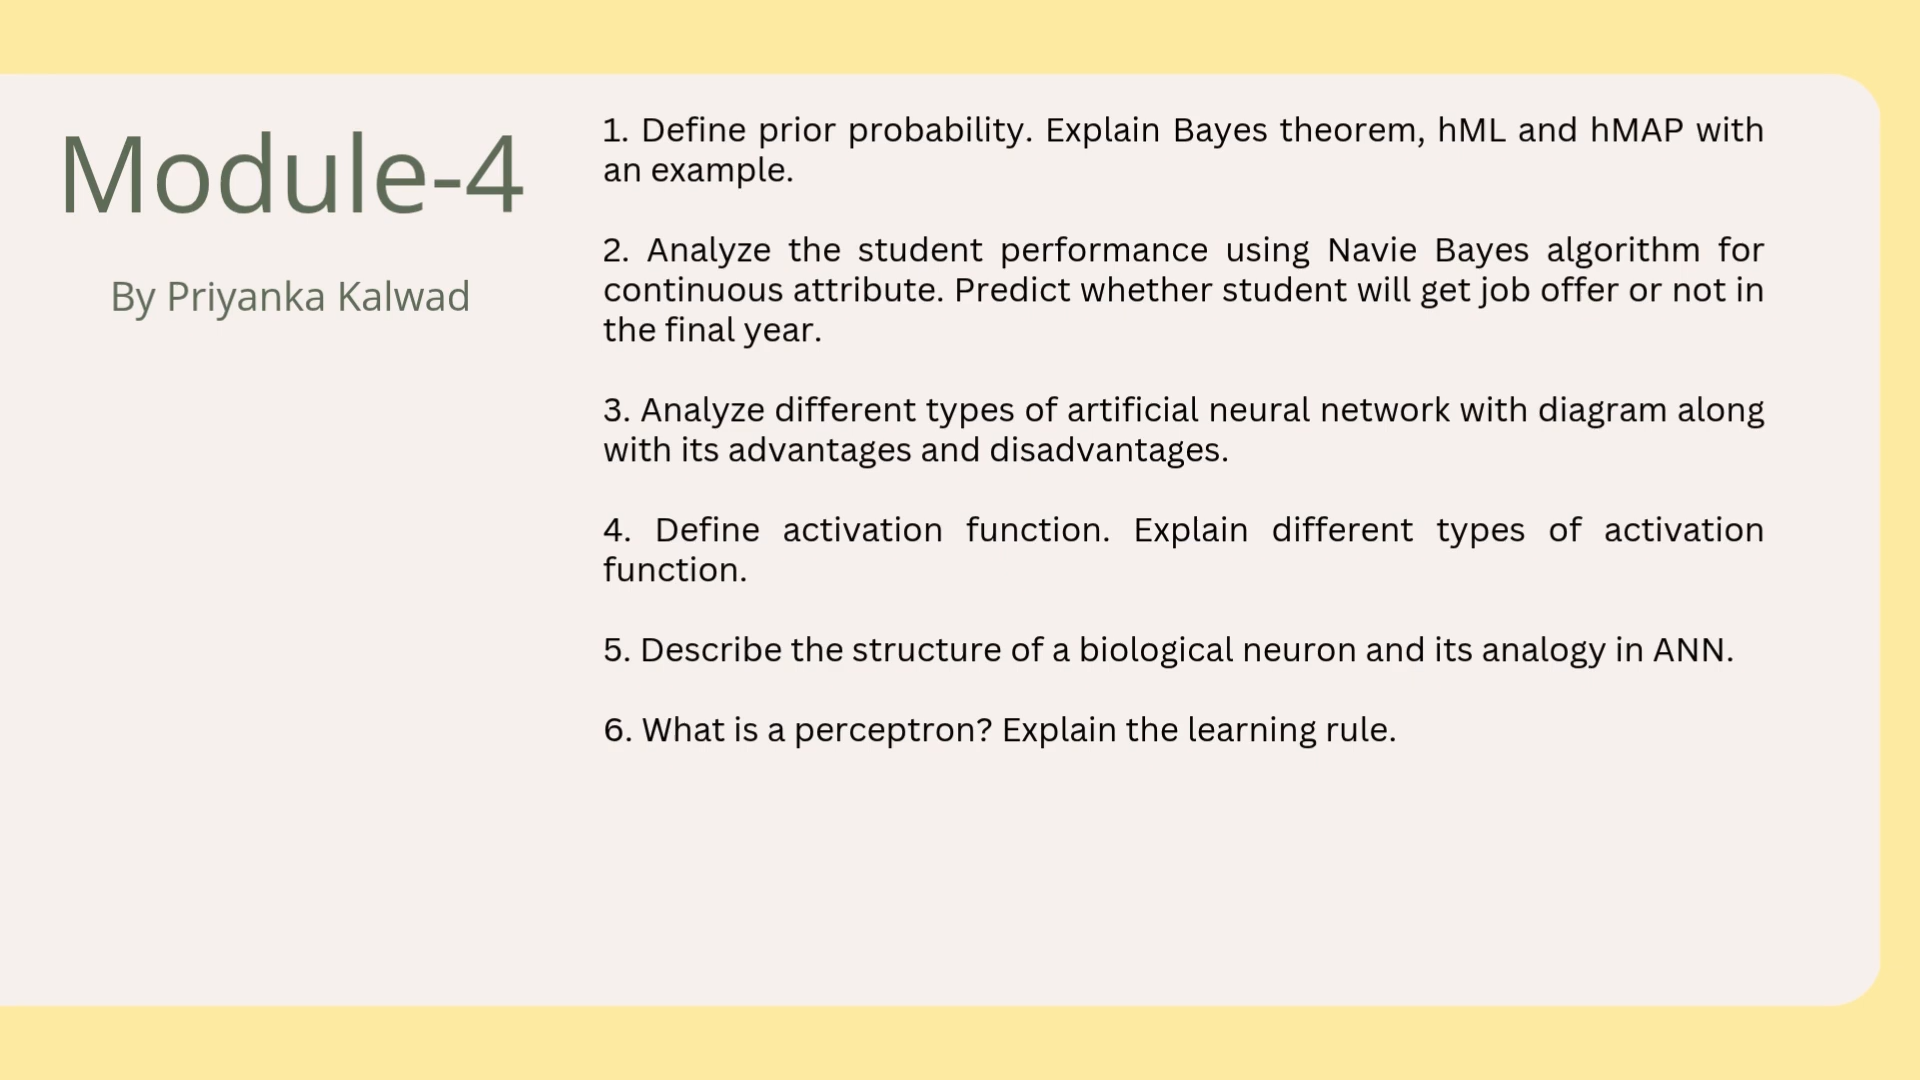 Module-4
By Priyanka Kalwad
1. Define prior probability. Explain Bayes theorem, hML and hMAP with
an example.
2. Analyze the student performance using Navie Bayes algorithm for
continuous attribute. Predict whether student will get job offer or not in
the final year.
3. Analyze different types of artificial neural network with diagram along
with its advantages and disadvantages.
4. Define activation function. Explain different types of activation
function.
5. Describe the structure of a biological neuron and its analogy in ANN.
6. What is a perceptron? Explain the learning rule.